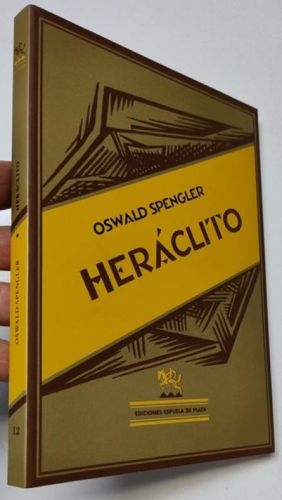 OSWALD SPENGLER
HERÁCLITO
EDICIONES ESPUELA DE PLATA
HERÁCLITO
OSWALD SPENGLER
12